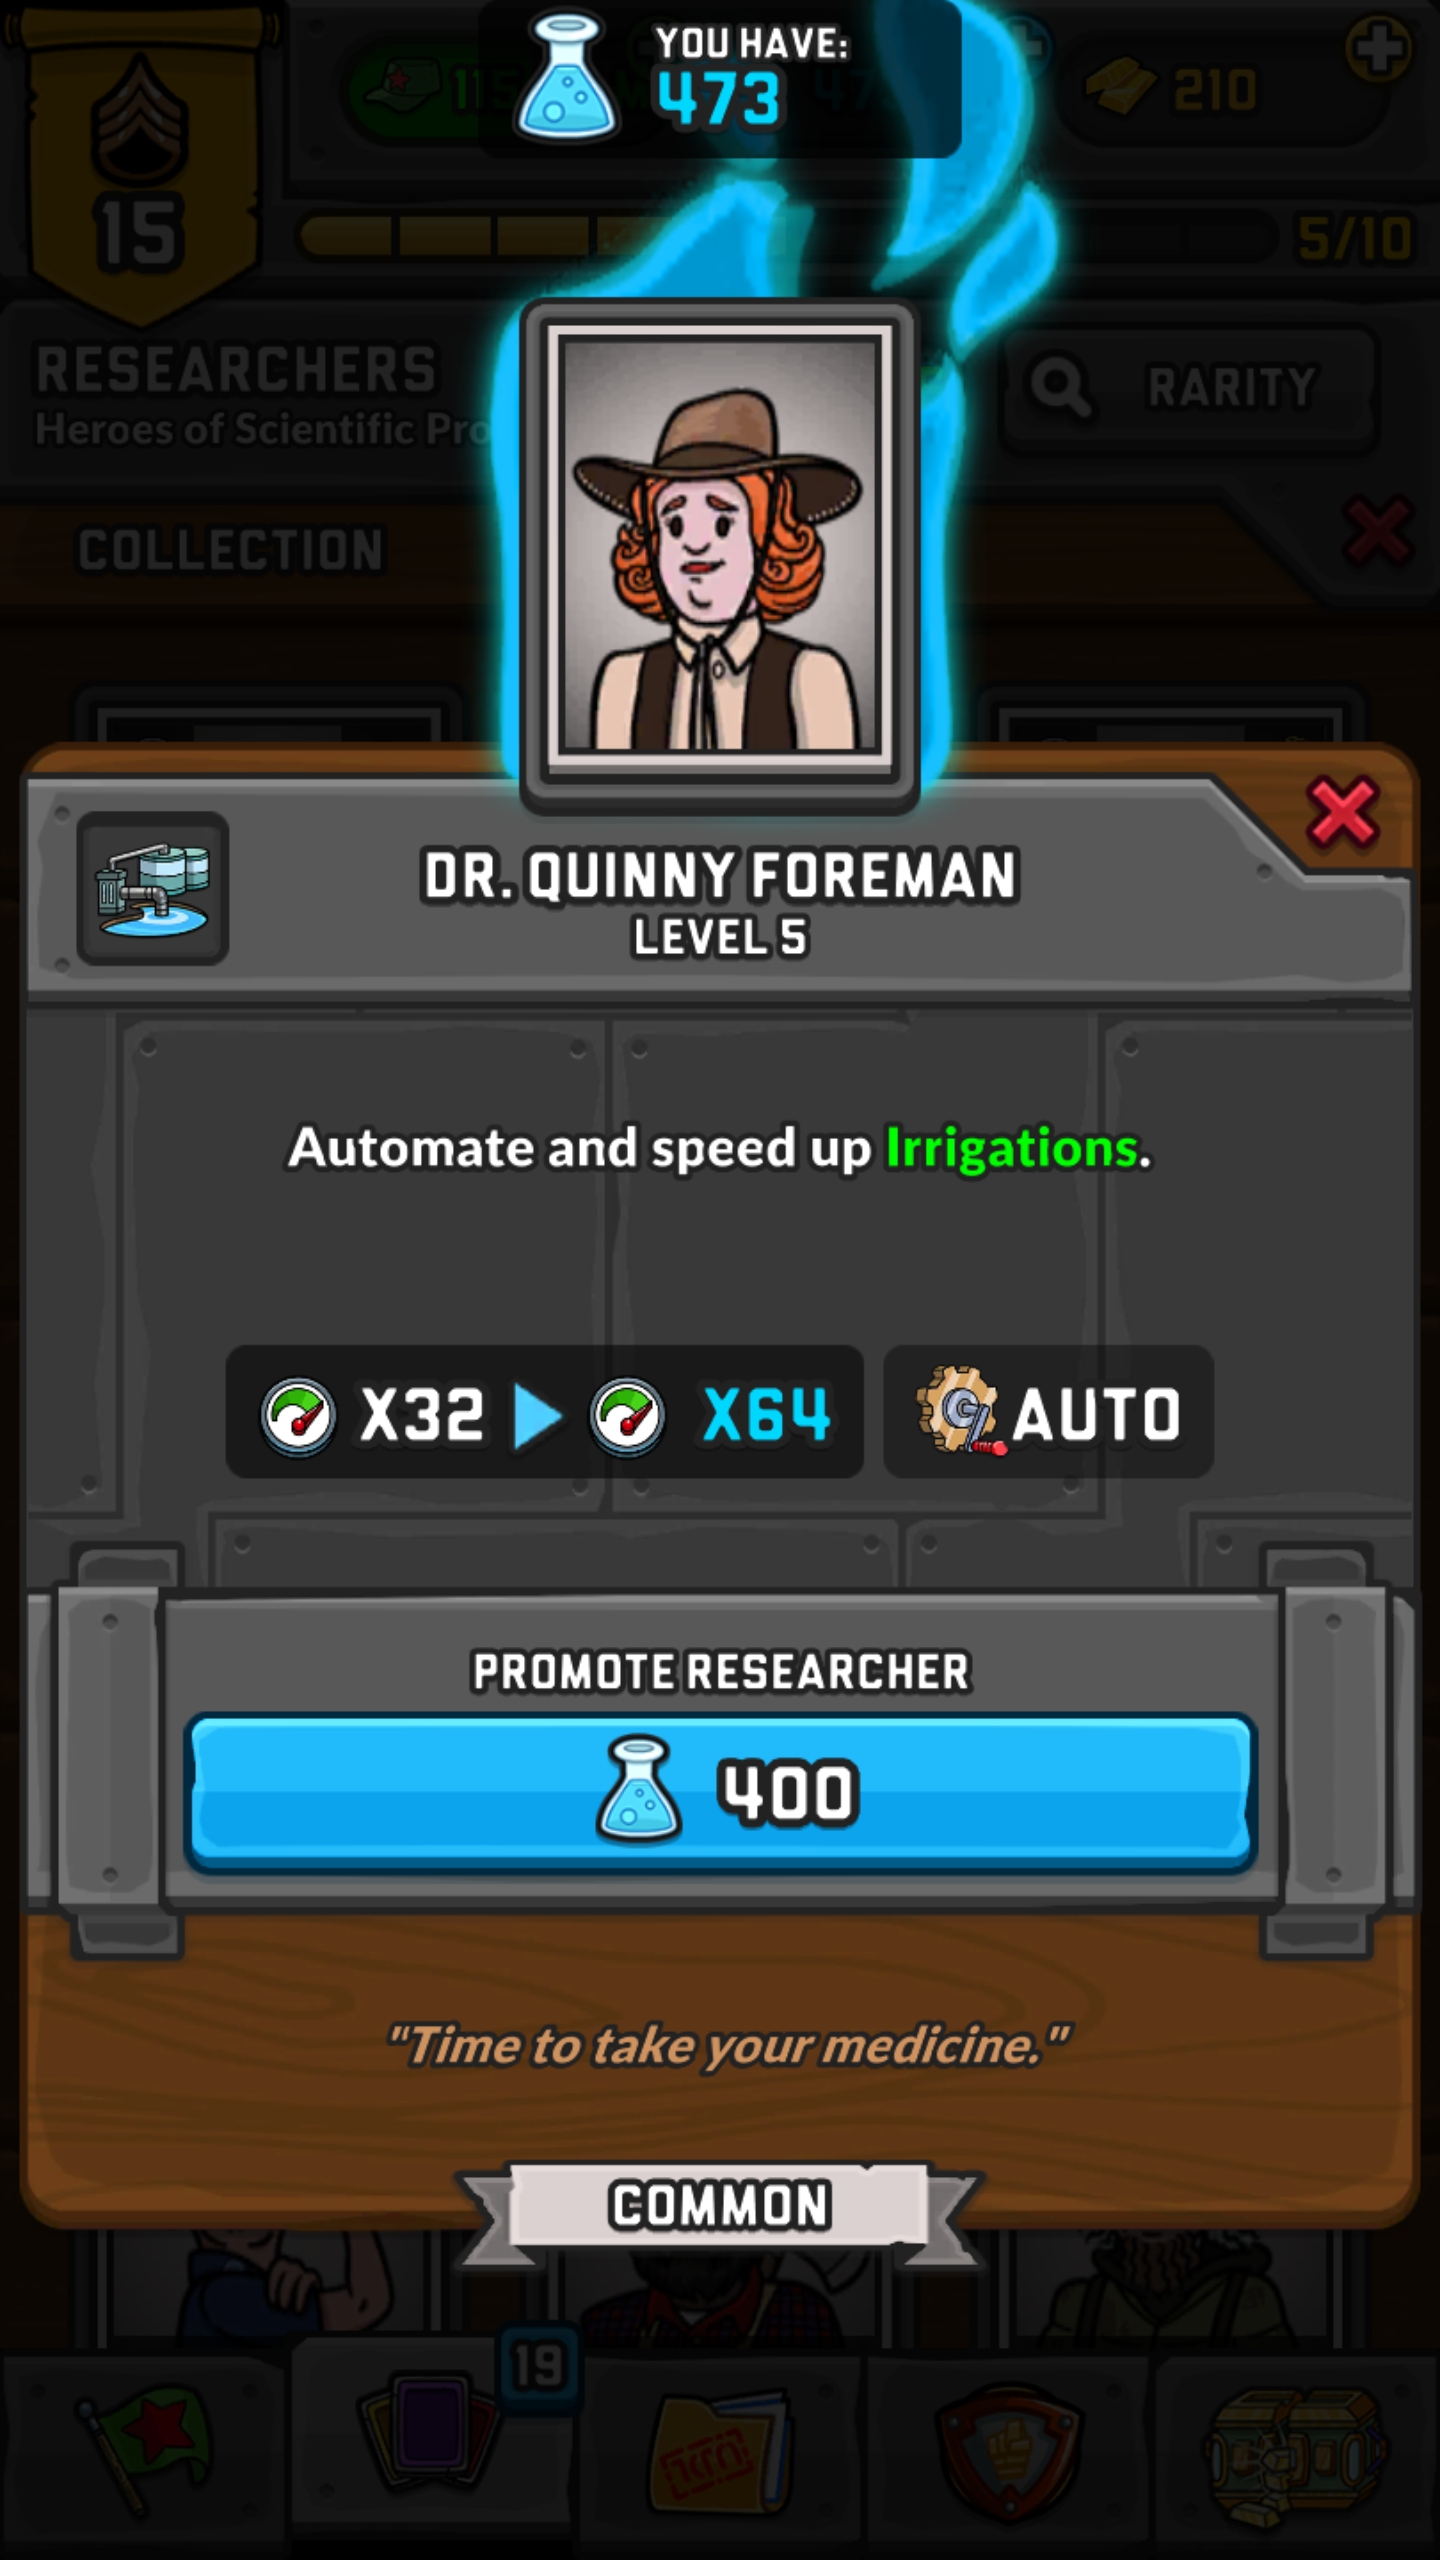 YOU HAVE:
473
210
15
5/10
RESEARCHERS
Heroes of Scientific
RARITY
COLLECTION
DR. QUINNY FOREMAN
LEVEL 5
Automate and speed up Irrigations.
X32 X64 AUTO
PROMOTE RESEARCHER
400
"Time to take your medicine."
COMMON
19